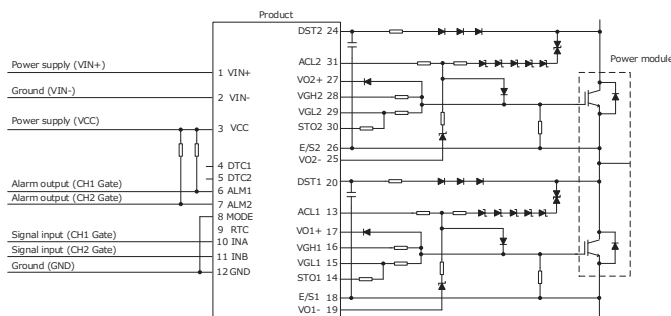 Product
Power supply (VIN+)
Ground (VIN-)
Power supply (VCC)
Alarm output (CH1 Gate)
Alarm output (CH2 Gate)
Signal input (CH1 Gate)
Signal input (CH2 Gate)
Ground (GND)
1 VIN+
2 VIN-
3 VCC
4 DTC1
5 DTC2
6 ALM1
7 ALM2
8 MODE
9 RTC
10 INA
11 INB
12 GND
DST2 24
ACL2 31
VO2+ 27
VGH2 28
VGL2 29
STO2 30
E/S2 26
VO2- 25
DST1 20
ACL1 13
VO1+ 17
VGH1 16
VGL1 15
STO1 14
E/S1 18
VO1- 19
Power module